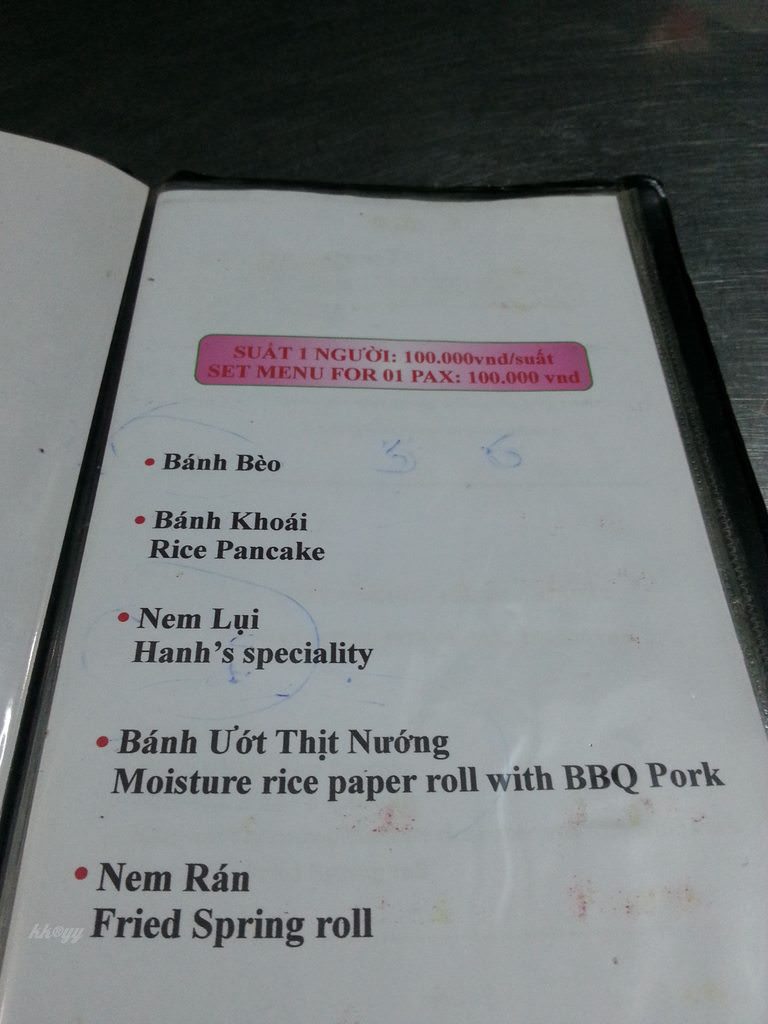 SUẤT 1 NGƯỜI: 100.000vnd/suất
SET MENU FOR 01 PAX: 100.000 vnd
• Bánh Bèo
• Bánh Khoái
Rice Pancake
• Nem Lụi
Hanh's speciality
• Bánh Ướt Thịt Nướng
Moisture rice paper roll with BBQ Pork
• Nem Rán
Fried Spring roll
kk@yy